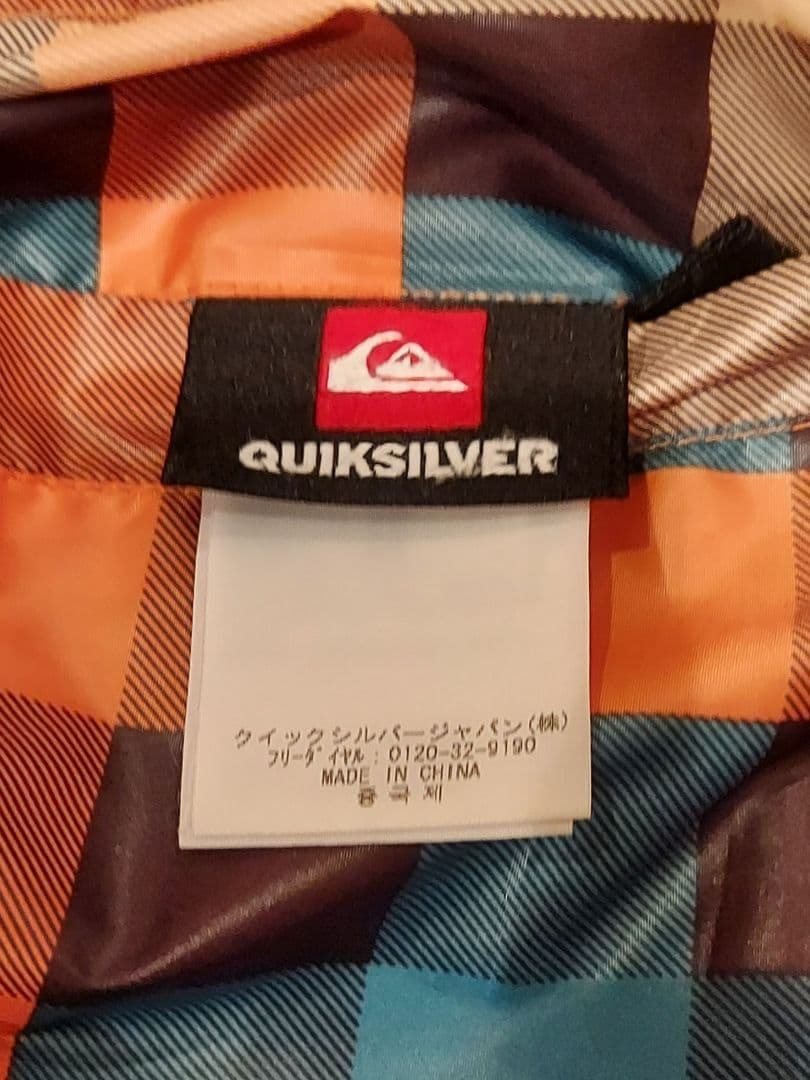 QUIKSILVER
クイックシルバージャパン(株)
フリーダイヤル:0120-32-9190
MADE IN CHINA
중국제